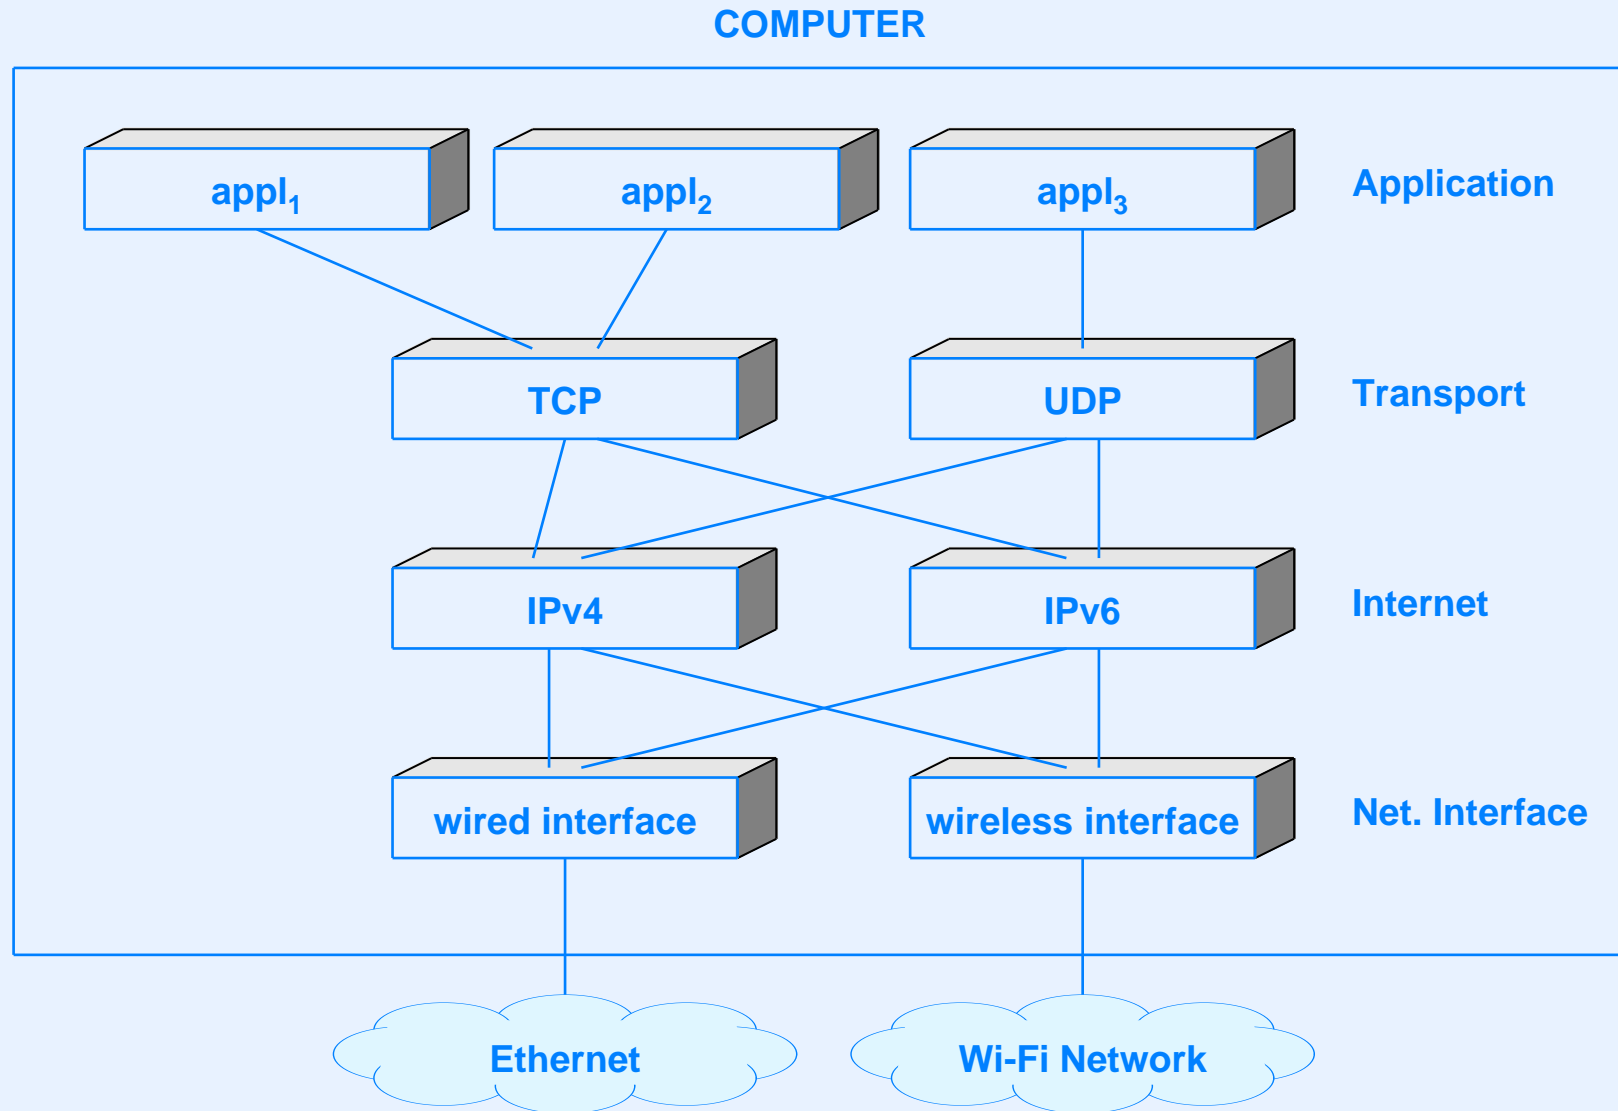 COMPUTER
appl₁ appl₂ appl₃ Application
TCP UDP Transport
IPv4 IPv6 Internet
wired interface wireless interface Net. Interface
Ethernet Wi-Fi Network